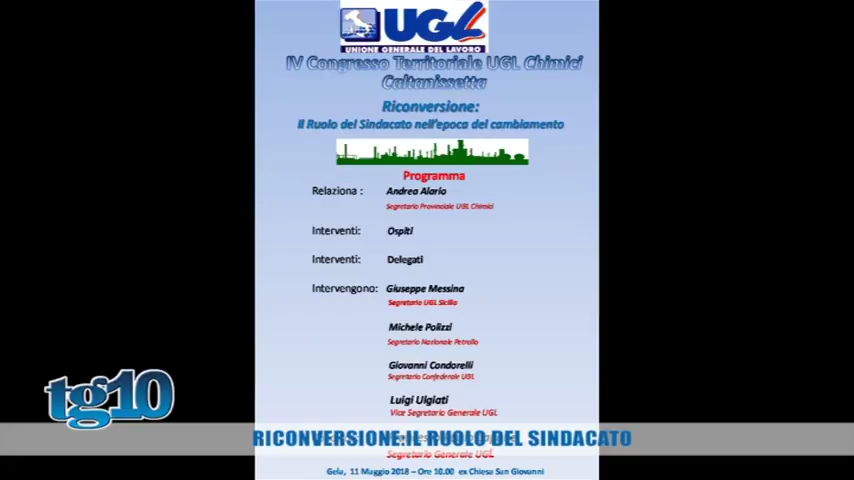 UGL
UNIONE GENERALE DEL LAVORO
IV Congresso Territoriale UGL Chimici
Caltanissetta
Riconversione:
Il Ruolo del Sindacato nell'epoca del cambiamento
Programma
Relaziona : Andrea Alario
Segretario Provinciale UGL Chimici
Interventi: Ospiti
Interventi: Delegati
Intervengono: Giuseppe Messina
Segretario UGL Sicilia
Michele Polizzi
Segretario Nazionale Petrolio
Giovanni Condorelli
Segretario Confederale UGL
Luigi Ulgiati
Vice Segretario Generale UGL
tg10
RICONVERSIONE:IL RUOLO DEL SINDACATO
Segretario Generale UGL
Gela, 11 Maggio 2018 – Ore 10.00 ex Chiesa San Giovanni